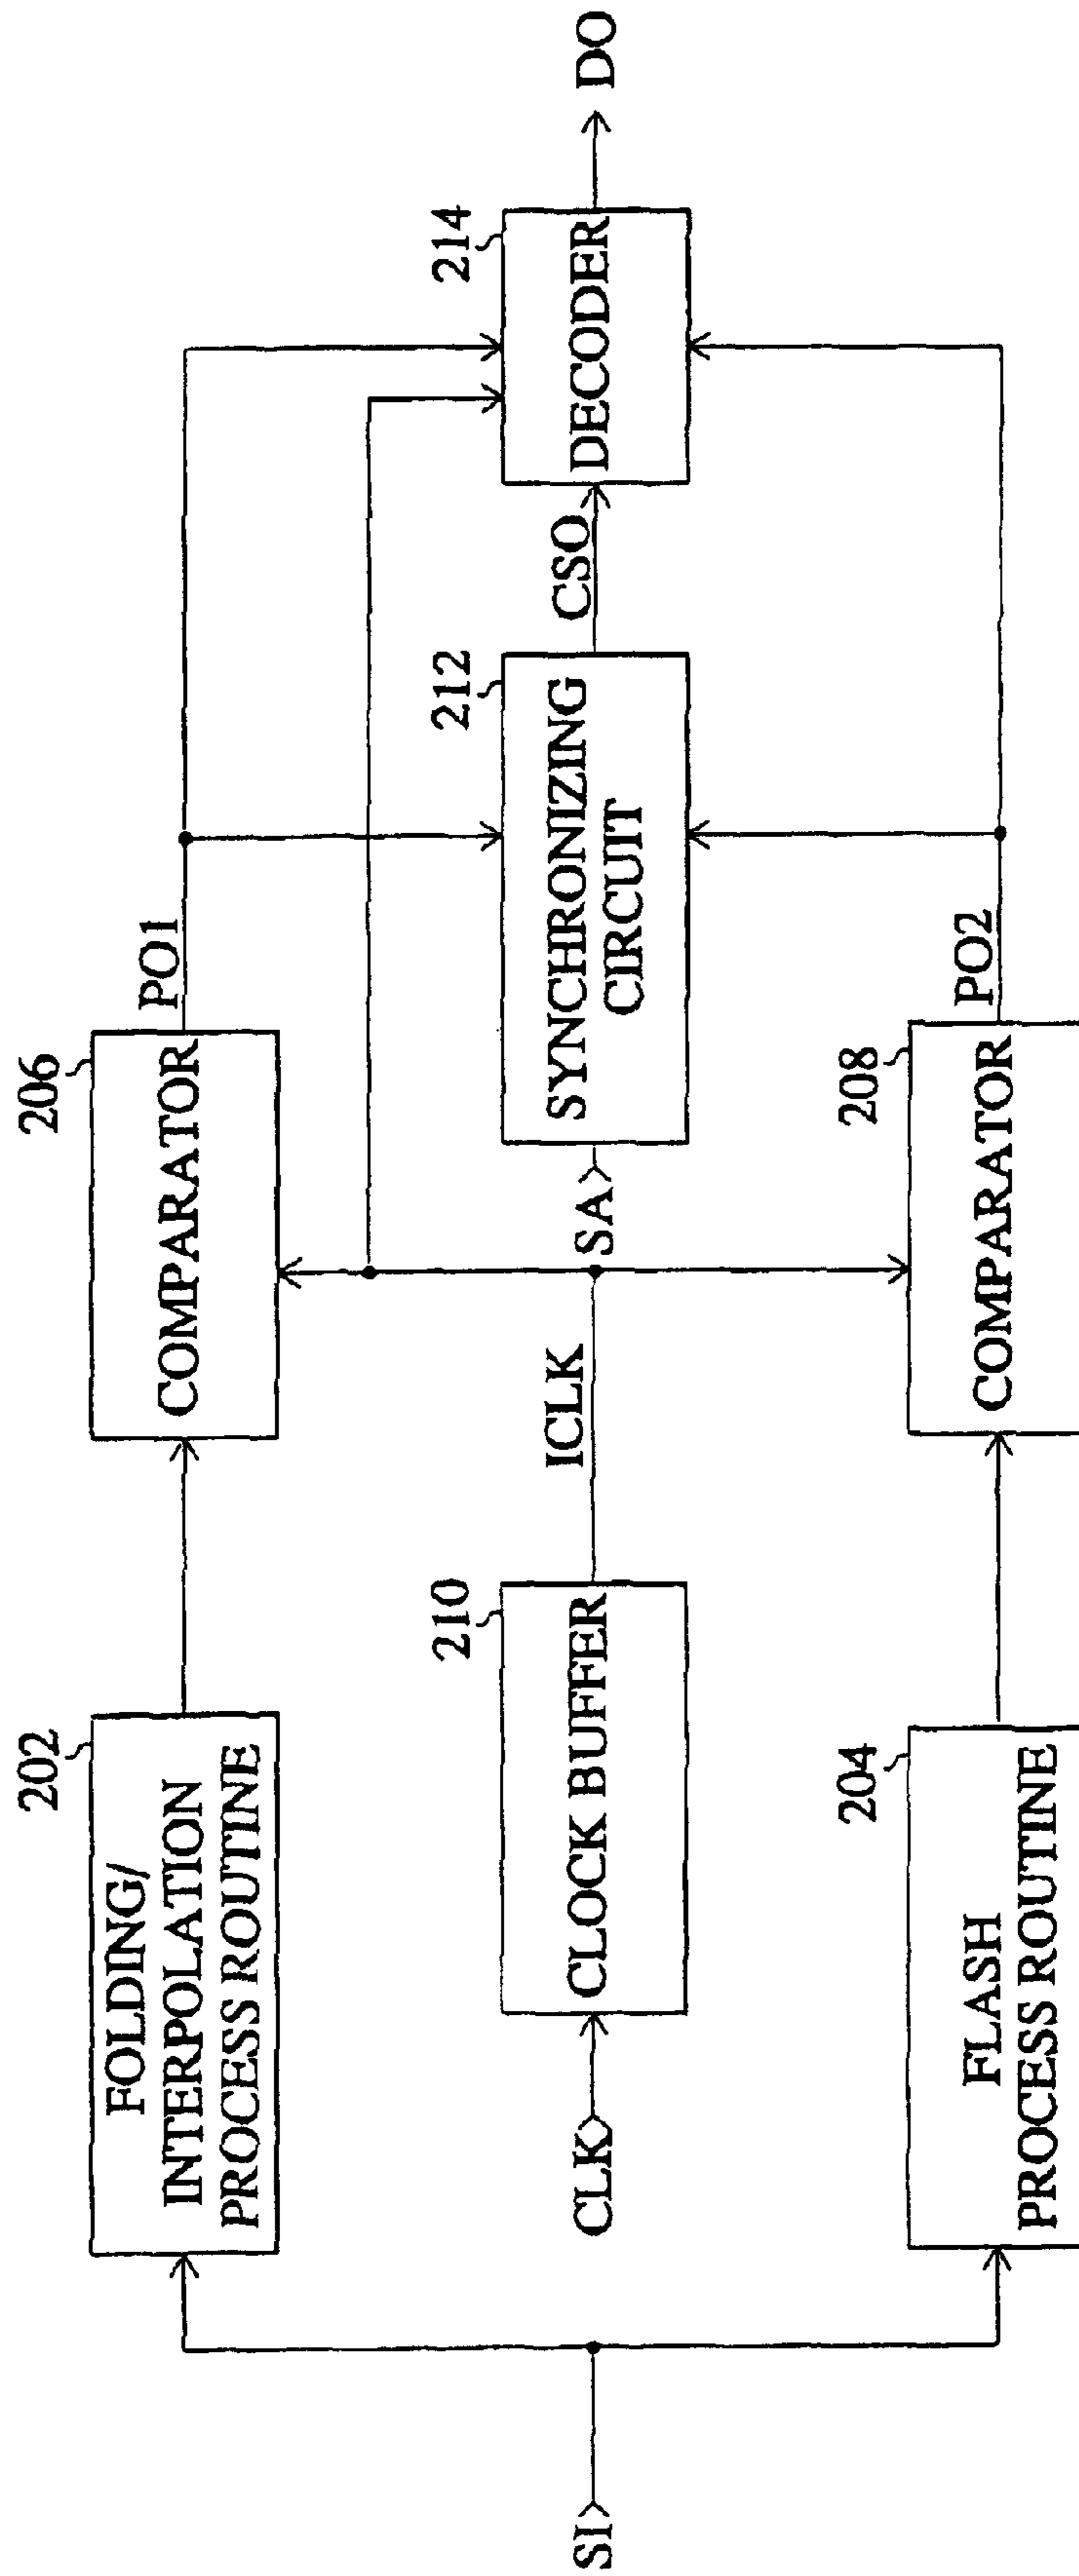 202
FOLDING/
INTERPOLATION
PROCESS ROUTINE
206
COMPARATOR
PO1
SI
CLK
210
CLOCK BUFFER
ICLK
SA
212
SYNCHRONIZING
CIRCUIT
CSO
214
DECODER
DO
204
FLASH
PROCESS ROUTINE
208
COMPARATOR
PO2